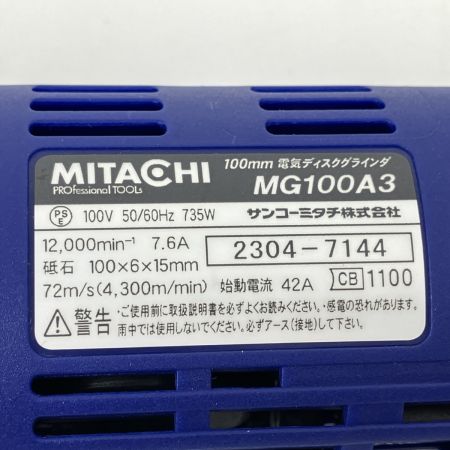 MITACHI
PROfessional TOOLs
100mm 電気ディスクグラインダ
MG100A3
PSE 100V 50/60Hz 735W サンコーミタチ株式会社
12,000min⁻¹ 7.6A 2304-7144
砥石 100×6×15mm
72m/s(4,300m/min) 始動電流 42A CB 1100
警告 ・ご使用前に取扱説明書を必ずよくお読みください。・感電の恐れがあります。
雨中では使用しないでください。必ずアース(接地)して下さい。